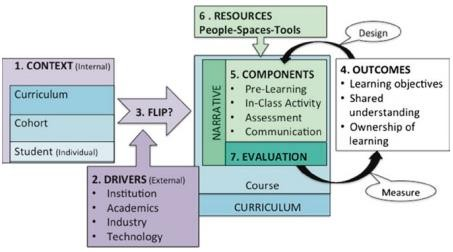 6 . RESOURCES
People-Spaces-Tools
Design
1. CONTEXT (Internal)
Curriculum
Cohort
Student (Individual)
3. FLIP?
2. DRIVERS (External)
• Institution
• Academics
• Industry
• Technology
NARRATIVE
5. COMPONENTS
• Pre-Learning
• In-Class Activity
• Assessment
• Communication
7. EVALUATION
Course
CURRICULUM
4. OUTCOMES
• Learning objectives
• Shared
understanding
• Ownership of
learning
Measure